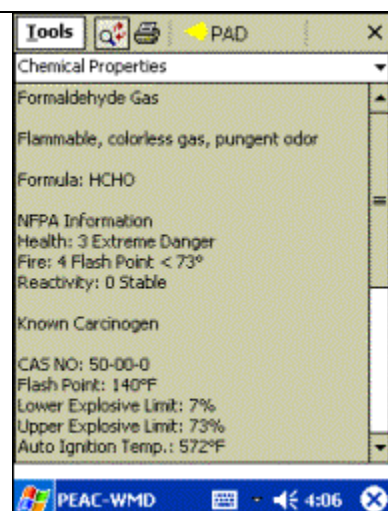 Tools PAD
Chemical Properties
Formaldehyde Gas
Flammable, colorless gas, pungent odor
Formula: HCHO
NFPA Information
Health: 3 Extreme Danger
Fire: 4 Flash Point < 73°
Reactivity: 0 Stable
Known Carcinogen
CAS NO: 50-00-0
Flash Point: 140°F
Lower Explosive Limit: 7%
Upper Explosive Limit: 73%
Auto Ignition Temp.: 572°F
PEAC-WMD 4:06